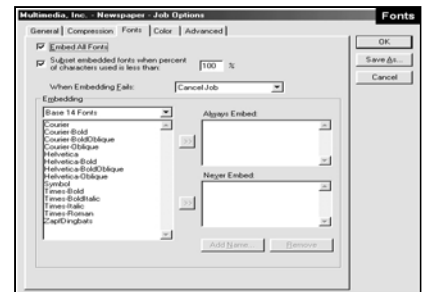 Multimedia, Inc. - Newspaper - Job Options
Fonts
General
Compression
Fonts
Color
Advanced
Embed All Fonts
Subset embedded fonts when percent
of characters used is less than:
100 %
When Embedding Fails:
Cancel Job
OK
Save As...
Cancel
Embedding
Base 14 Fonts
Courier
Courier-Bold
Courier-BoldOblique
Courier-Oblique
Helvetica
Helvetica-Bold
Helvetica-BoldOblique
Helvetica-Oblique
Symbol
Times-Bold
Times-BoldItalic
Times-Italic
Times-Roman
ZapfDingbats
>>
>>
Always Embed:
Never Embed:
Add Name...
Remove